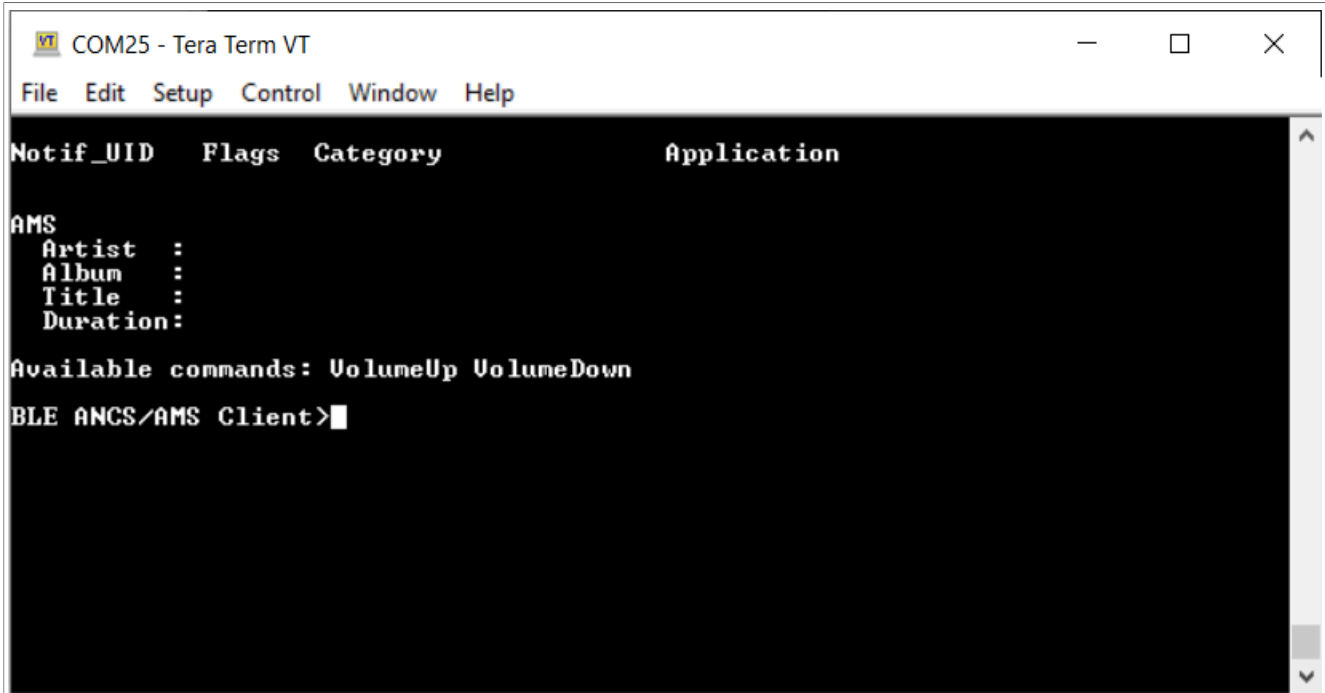 COM25 - Tera Term VT
File Edit Setup Control Window Help
Notif_UID Flags Category Application
AMS
Artist :
Album :
Title :
Duration:
Available commands: VolumeUp VolumeDown
BLE ANCS/AMS Client>